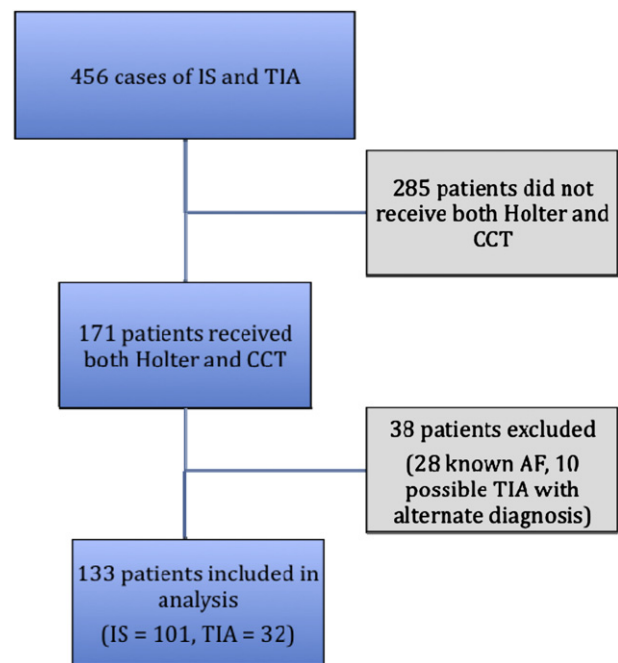 456 cases of IS and TIA
285 patients did not
receive both Holter and
CCT
171 patients received
both Holter and CCT
38 patients excluded
(28 known AF, 10
possible TIA with
alternate diagnosis)
133 patients included in
analysis
(IS = 101, TIA = 32)